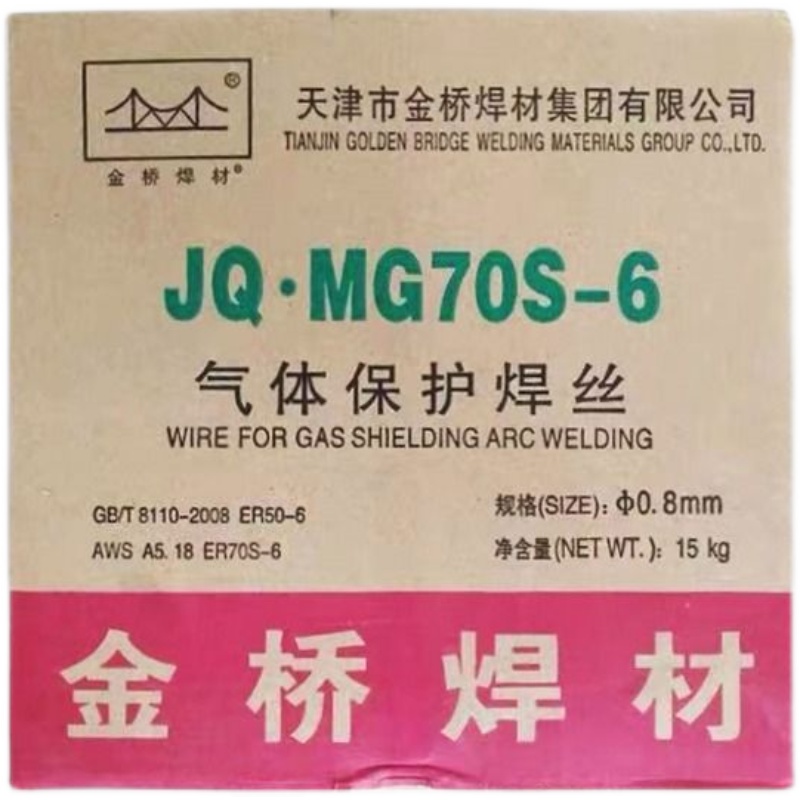 ®
金桥焊材®
天津市金桥焊材集团有限公司
TIANJIN GOLDEN BRIDGE WELDING MATERIALS GROUP CO.,LTD.
JQ·MG70S-6
气体保护焊丝
WIRE FOR GAS SHIELDING ARC WELDING
GB/T 8110-2008 ER50-6
AWS A5.18 ER70S-6
规格(SIZE): Φ0.8mm
净含量(NET WT.): 15 kg
金桥焊材